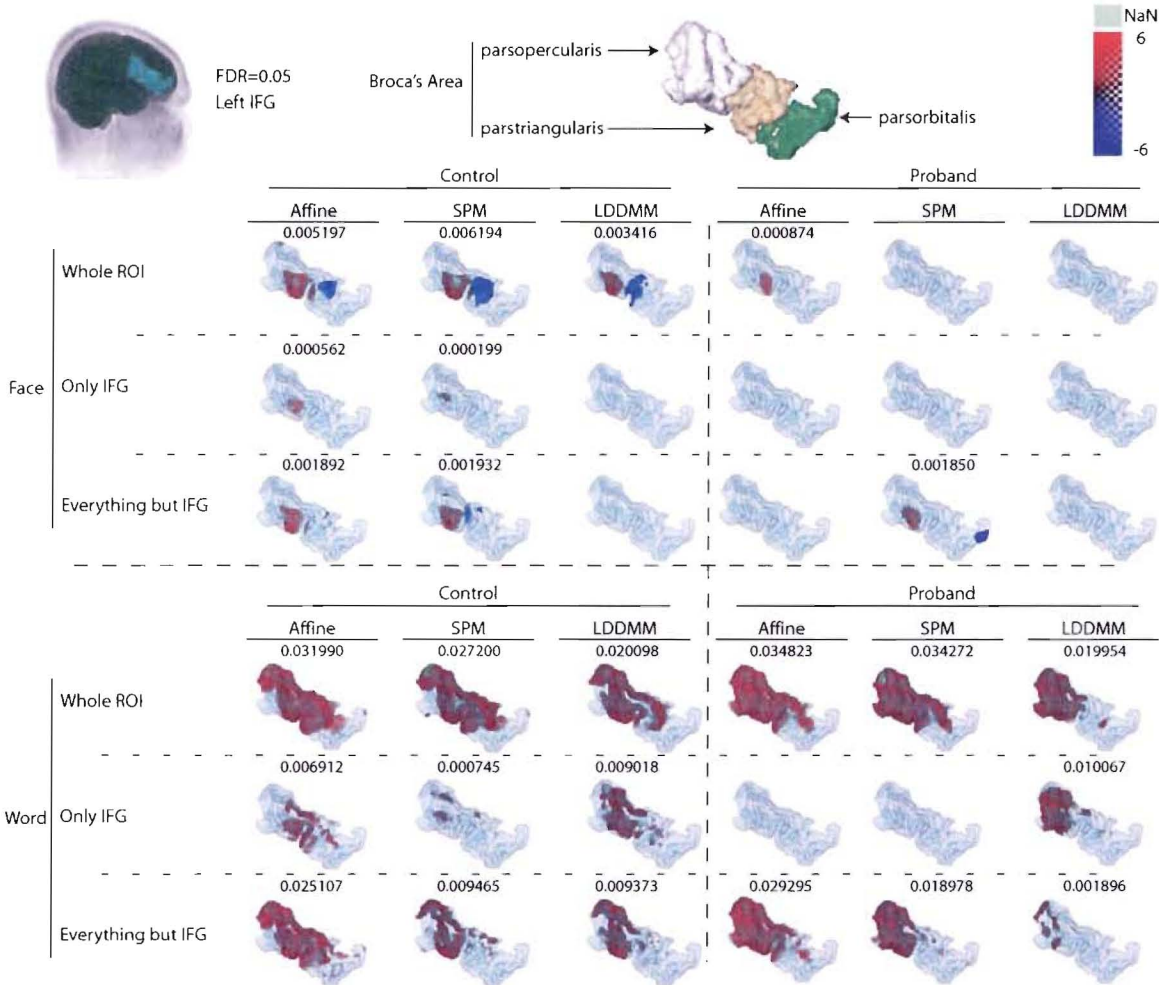 NaN
6
-6
FDR=0.05
Left IFG
Broca's Area
parsopercularis
parstriangularis
parsorbitalis
Control Proband
Affine SPM LDDMM Affine SPM LDDMM
0.005197 0.006194 0.003416 0.000874
Whole ROI
0.000562 0.000199
Face Only IFG
0.001892 0.001932 0.001850
Everything but IFG
Control Proband
Affine SPM LDDMM Affine SPM LDDMM
0.031990 0.027200 0.020098 0.034823 0.034272 0.019954
Whole ROI
0.006912 0.000745 0.009018 0.010067
Word Only IFG
0.025107 0.009465 0.009373 0.029295 0.018978 0.001896
Everything but IFG